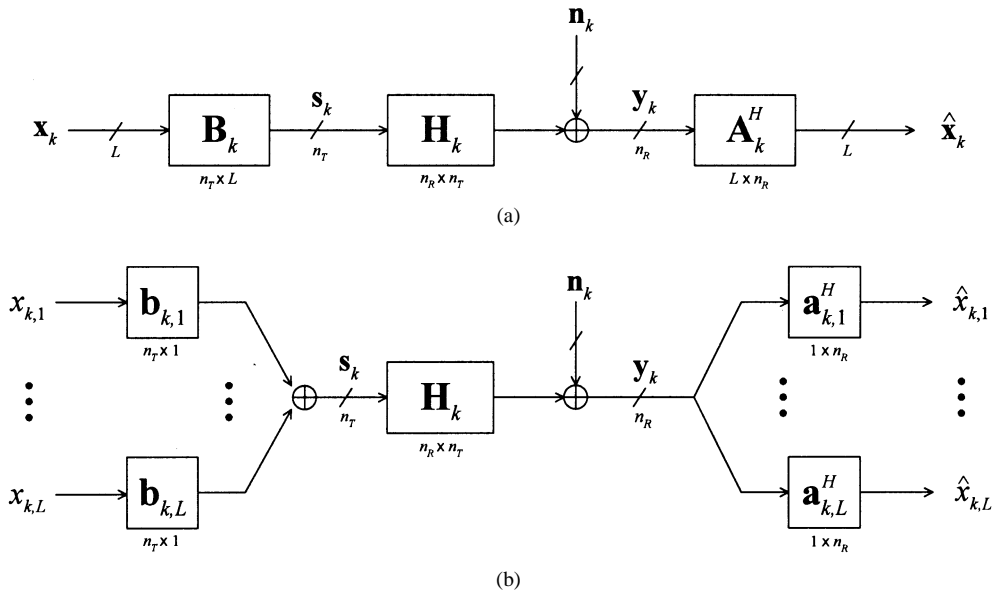 n_k
x_k L B_k s_k n_T H_k y_k n_R A_k^H L x̂_k
n_T x L n_R x n_T L x n_R
(a)
x_{k,1} b_{k,1} n_k a_{k,1}^H x̂_{k,1}
n_T x 1 1 x n_R
s_k n_T H_k y_k n_R
n_R x n_T
x_{k,L} b_{k,L} a_{k,L}^H x̂_{k,L}
n_T x 1 1 x n_R
(b)